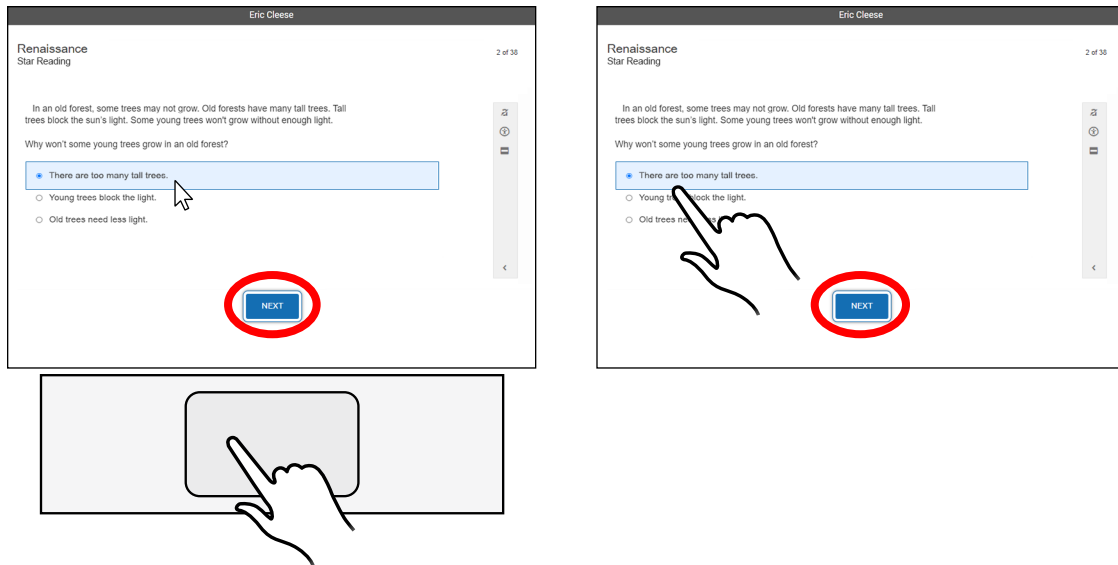 Eric Cleese
Renaissance
Star Reading
2 of 38
In an old forest, some trees may not grow. Old forests have many tall trees. Tall
trees block the sun's light. Some young trees won't grow without enough light.
Why won't some young trees grow in an old forest?
There are too many tall trees.
Young trees block the light.
Old trees need less light.
NEXT
Eric Cleese
Renaissance
Star Reading
2 of 38
In an old forest, some trees may not grow. Old forests have many tall trees. Tall
trees block the sun's light. Some young trees won't grow without enough light.
Why won't some young trees grow in an old forest?
There are too many tall trees.
Young block the light.
Old trees
NEXT